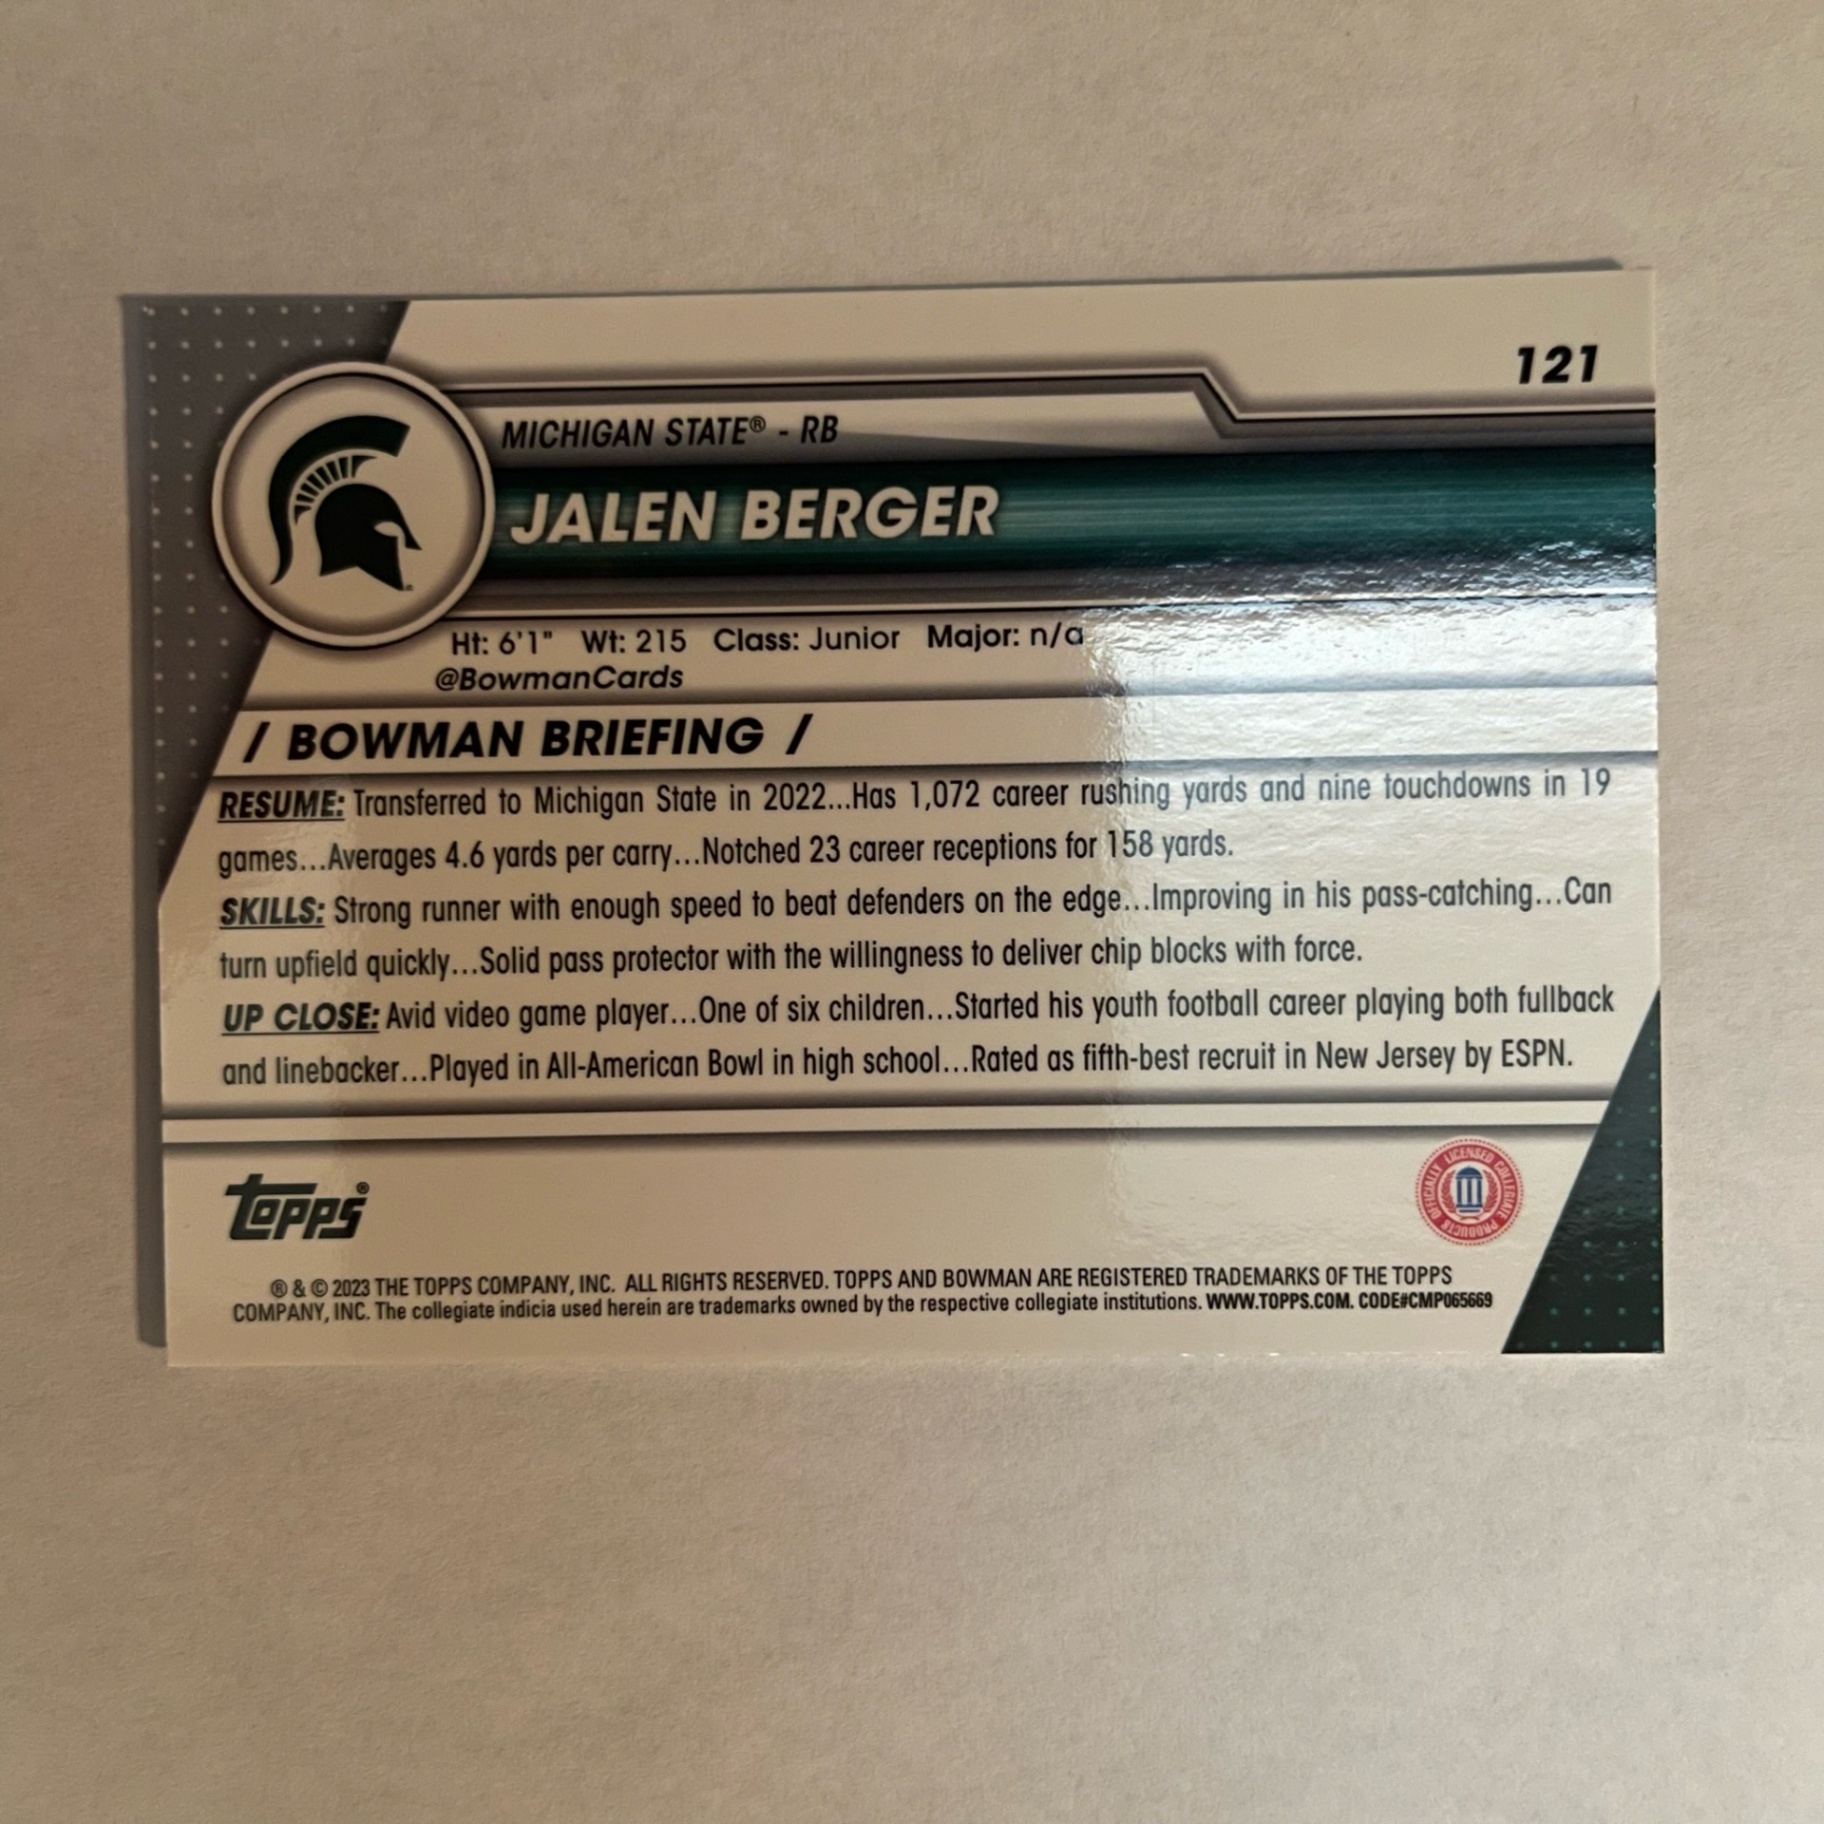 121
MICHIGAN STATE® - RB
JALEN BERGER
Ht: 6'1" Wt: 215 Class: Junior Major: n/a
@BowmanCards
/ BOWMAN BRIEFING /
RESUME: Transferred to Michigan State in 2022...Has 1,072 career rushing yards and nine touchdowns in 19
games...Averages 4.6 yards per carry...Notched 23 career receptions for 158 yards.
SKILLS: Strong runner with enough speed to beat defenders on the edge...Improving in his pass-catching...Can
turn upfield quickly...Solid pass protector with the willingness to deliver chip blocks with force.
UP CLOSE: Avid video game player...One of six children...Started his youth football career playing both fullback
and linebacker...Played in All-American Bowl in high school...Rated as fifth-best recruit in New Jersey by ESPN.
topps®
OFFICIALLY LICENSED COLLEGIATE PRODUCTS
® & © 2023 THE TOPPS COMPANY, INC. ALL RIGHTS RESERVED. TOPPS AND BOWMAN ARE REGISTERED TRADEMARKS OF THE TOPPS
COMPANY, INC. The collegiate indicia used herein are trademarks owned by the respective collegiate institutions. WWW.TOPPS.COM. CODE#CMP065669